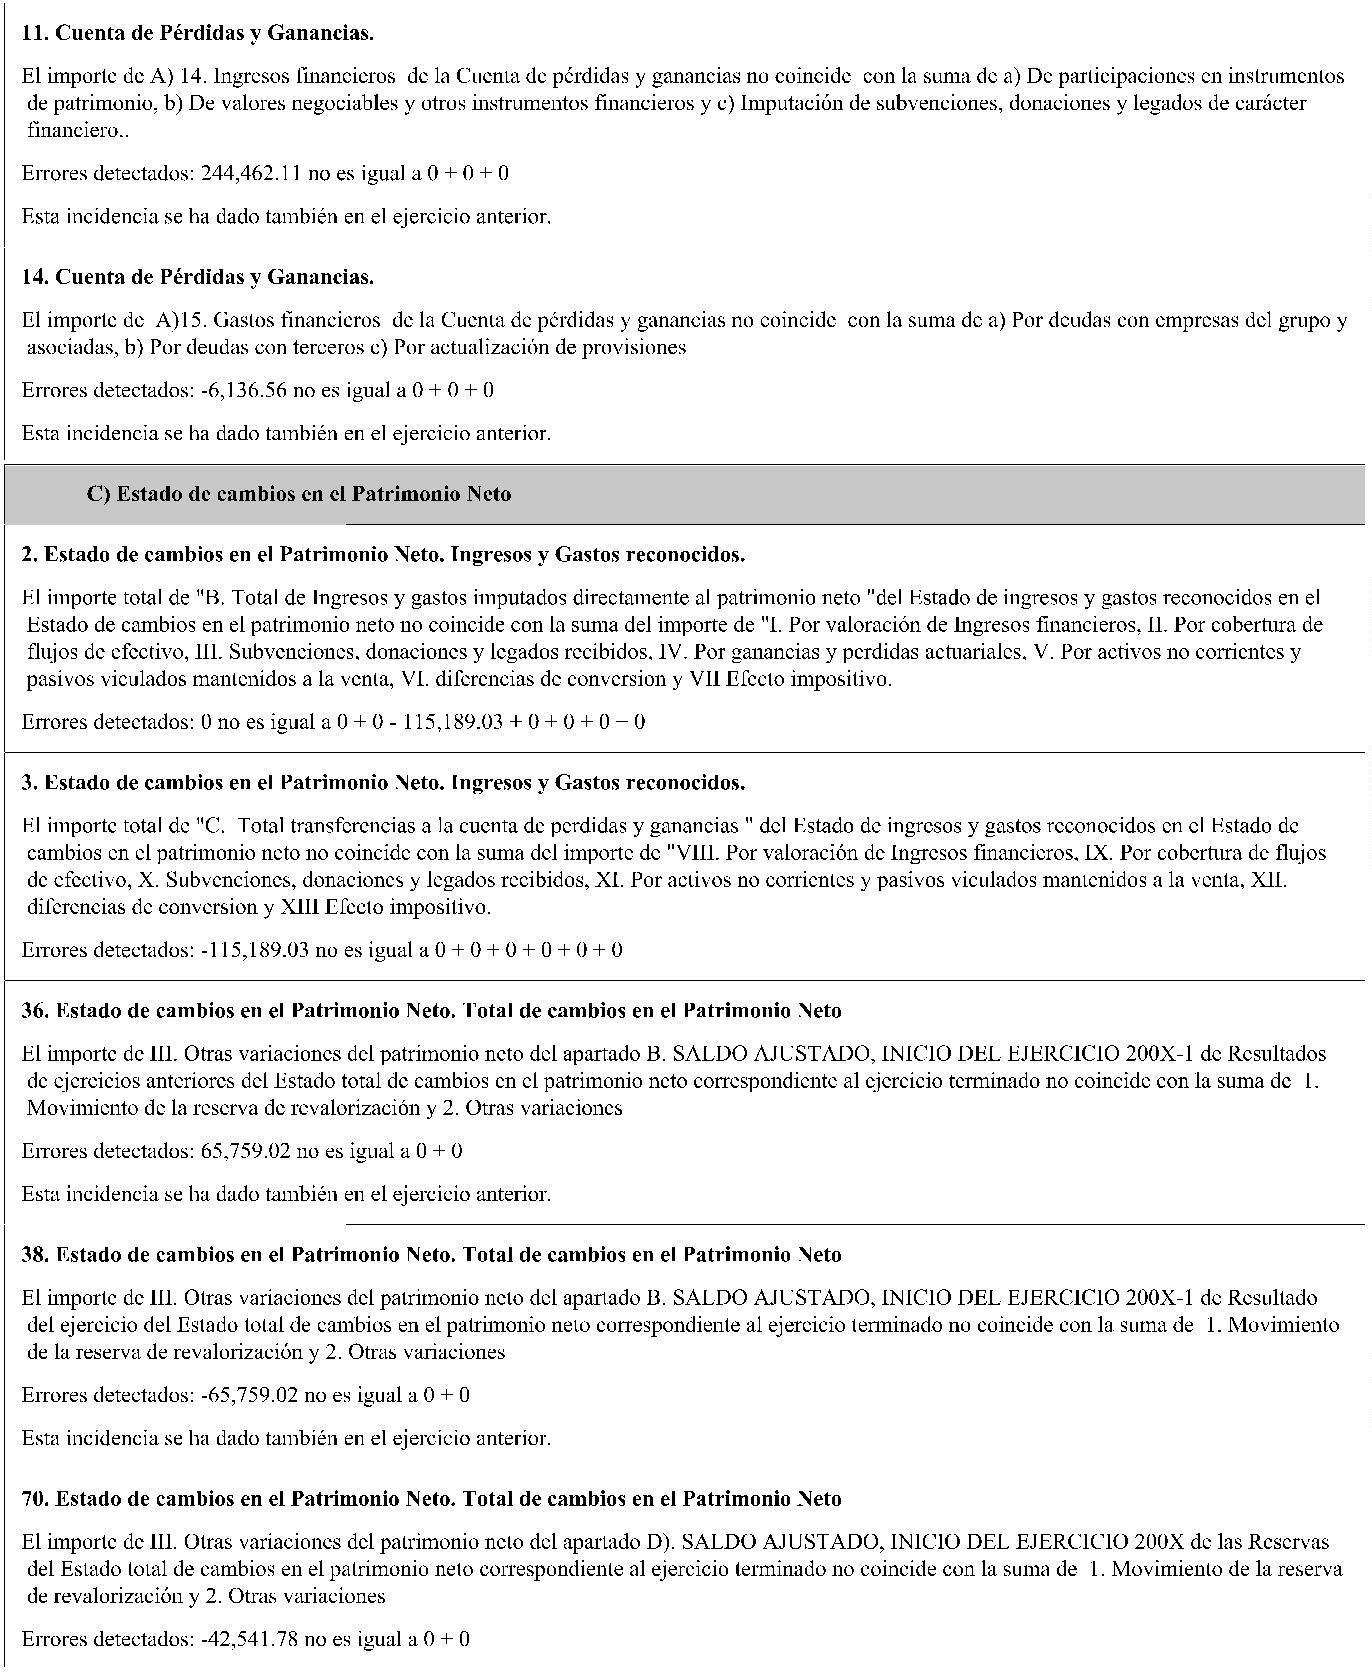 11. Cuenta de Pérdidas y Ganancias.
El importe de A) 14. Ingresos financieros de la Cuenta de pérdidas y ganancias no coincide con la suma de a) De participaciones en instrumentos
de patrimonio, b) De valores negociables y otros instrumentos financieros y c) Imputación de subvenciones, donaciones y legados de carácter
financiero..
Errores detectados: 244,462.11 no es igual a 0 + 0 + 0
Esta incidencia se ha dado también en el ejercicio anterior.
14. Cuenta de Pérdidas y Ganancias.
El importe de A)15. Gastos financieros de la Cuenta de pérdidas y ganancias no coincide con la suma de a) Por deudas con empresas del grupo y
asociadas, b) Por deudas con terceros c) Por actualización de provisiones
Errores detectados: -6,136.56 no es igual a 0 + 0 + 0
Esta incidencia se ha dado también en el ejercicio anterior.
C) Estado de cambios en el Patrimonio Neto
2. Estado de cambios en el Patrimonio Neto. Ingresos y Gastos reconocidos.
El importe total de "B. Total de Ingresos y gastos imputados directamente al patrimonio neto "del Estado de ingresos y gastos reconocidos en el
Estado de cambios en el patrimonio neto no coincide con la suma del importe de "I. Por valoración de Ingresos financieros, II. Por cobertura de
flujos de efectivo, III. Subvenciones, donaciones y legados recibidos, IV. Por ganancias y perdidas actuariales, V. Por activos no corrientes y
pasivos viculados mantenidos a la venta, VI. diferencias de conversion y VII Efecto impositivo.
Errores detectados: 0 no es igual a 0 + 0 - 115,189.03 + 0 + 0 + 0 + 0
3. Estado de cambios en el Patrimonio Neto. Ingresos y Gastos reconocidos.
El importe total de "C. Total transferencias a la cuenta de perdidas y ganancias " del Estado de ingresos y gastos reconocidos en el Estado de
cambios en el patrimonio neto no coincide con la suma del importe de "VIII. Por valoración de Ingresos financieros, IX. Por cobertura de flujos
de efectivo, X. Subvenciones, donaciones y legados recibidos, XI. Por activos no corrientes y pasivos viculados mantenidos a la venta, XII.
diferencias de conversion y XIII Efecto impositivo.
Errores detectados: -115,189.03 no es igual a 0 + 0 + 0 + 0 + 0 + 0
36. Estado de cambios en el Patrimonio Neto. Total de cambios en el Patrimonio Neto
El importe de III. Otras variaciones del patrimonio neto del apartado B. SALDO AJUSTADO, INICIO DEL EJERCICIO 200X-1 de Resultados
de ejercicios anteriores del Estado total de cambios en el patrimonio neto correspondiente al ejercicio terminado no coincide con la suma de 1.
Movimiento de la reserva de revalorización y 2. Otras variaciones
Errores detectados: 65,759.02 no es igual a 0 + 0
Esta incidencia se ha dado también en el ejercicio anterior.
38. Estado de cambios en el Patrimonio Neto. Total de cambios en el Patrimonio Neto
El importe de III. Otras variaciones del patrimonio neto del apartado B. SALDO AJUSTADO, INICIO DEL EJERCICIO 200X-1 de Resultado
del ejercicio del Estado total de cambios en el patrimonio neto correspondiente al ejercicio terminado no coincide con la suma de 1. Movimiento
de la reserva de revalorización y 2. Otras variaciones
Errores detectados: -65,759.02 no es igual a 0 + 0
Esta incidencia se ha dado también en el ejercicio anterior.
70. Estado de cambios en el Patrimonio Neto. Total de cambios en el Patrimonio Neto
El importe de III. Otras variaciones del patrimonio neto del apartado D). SALDO AJUSTADO, INICIO DEL EJERCICIO 200X de las Reservas
del Estado total de cambios en el patrimonio neto correspondiente al ejercicio terminado no coincide con la suma de 1. Movimiento de la reserva
de revalorización y 2. Otras variaciones
Errores detectados: -42,541.78 no es igual a 0 + 0